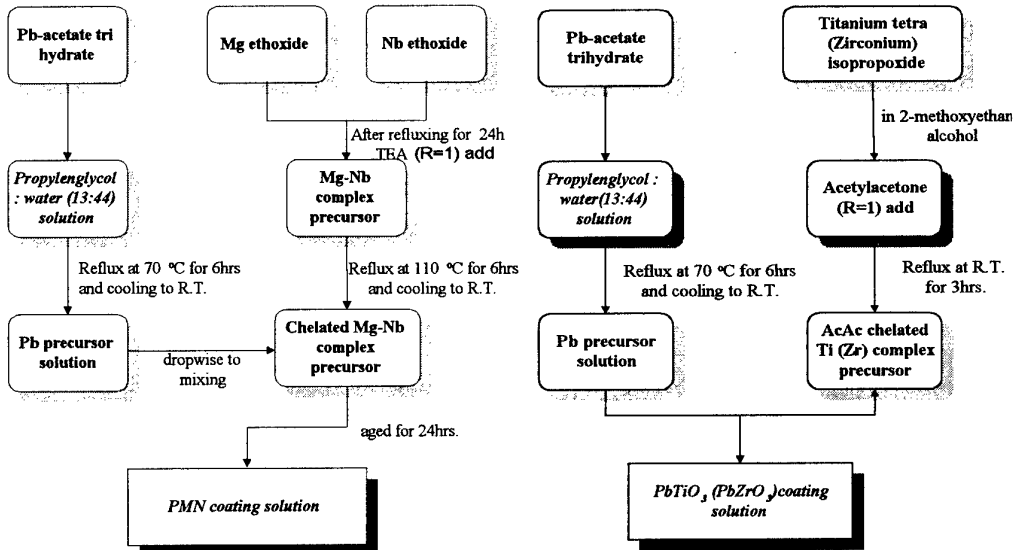 Pb-acetate tri
hydrate
Mg ethoxide
Nb ethoxide
After refluxing for 24h
TEA (R=1) add
Propylenglycol
: water (13:44)
solution
Mg-Nb
complex
precursor
Reflux at 70 °C for 6hrs
and cooling to R.T.
Reflux at 110 °C for 6hrs
and cooling to R.T.
Pb precursor
solution
dropwise to
mixing
Chelated Mg-Nb
complex
precursor
aged for 24hrs.
PMN coating solution
Pb-acetate
trihydrate
Titanium tetra
(Zirconium)
isopropoxide
in 2-methoxyethan
alcohol
Propylenglycol :
water(13:44)
solution
Acetylacetone
(R=1) add
Reflux at 70 °C for 6hrs
and cooling to R.T.
Reflux at R.T.
for 3hrs.
Pb precursor
solution
AcAc chelated
Ti (Zr) complex
precursor
PbTiO3 (PbZrO3)coating
solution